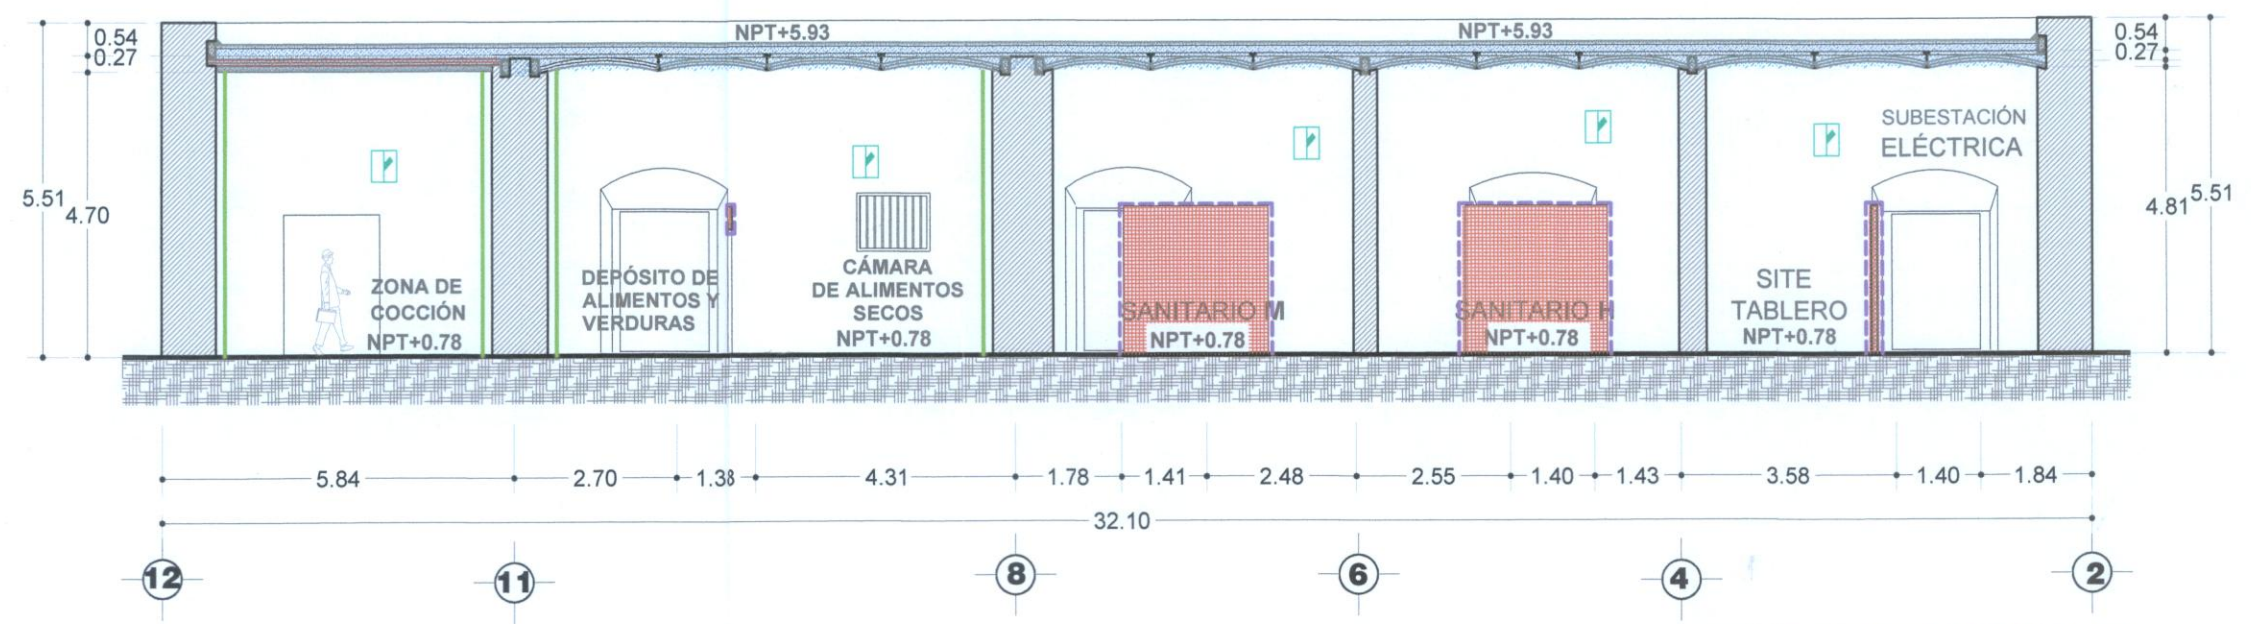 NPT+5.93
NPT+5.93
0.54
0.27
5.51
4.70
0.54
0.27
4.81
5.51
SUBESTACIÓN
ELÉCTRICA
ZONA DE
COCCIÓN
NPT+0.78
DEPÓSITO DE
ALIMENTOS Y
VERDURAS
CÁMARA
DE ALIMENTOS
SECOS
NPT+0.78
SANITARIO M
NPT+0.78
SANITARIO H
NPT+0.78
SITE
TABLERO
NPT+0.78
5.84
2.70
1.38
4.31
1.78
1.41
2.48
2.55
1.40
1.43
3.58
1.40
1.84
32.10
12
11
8
6
4
2